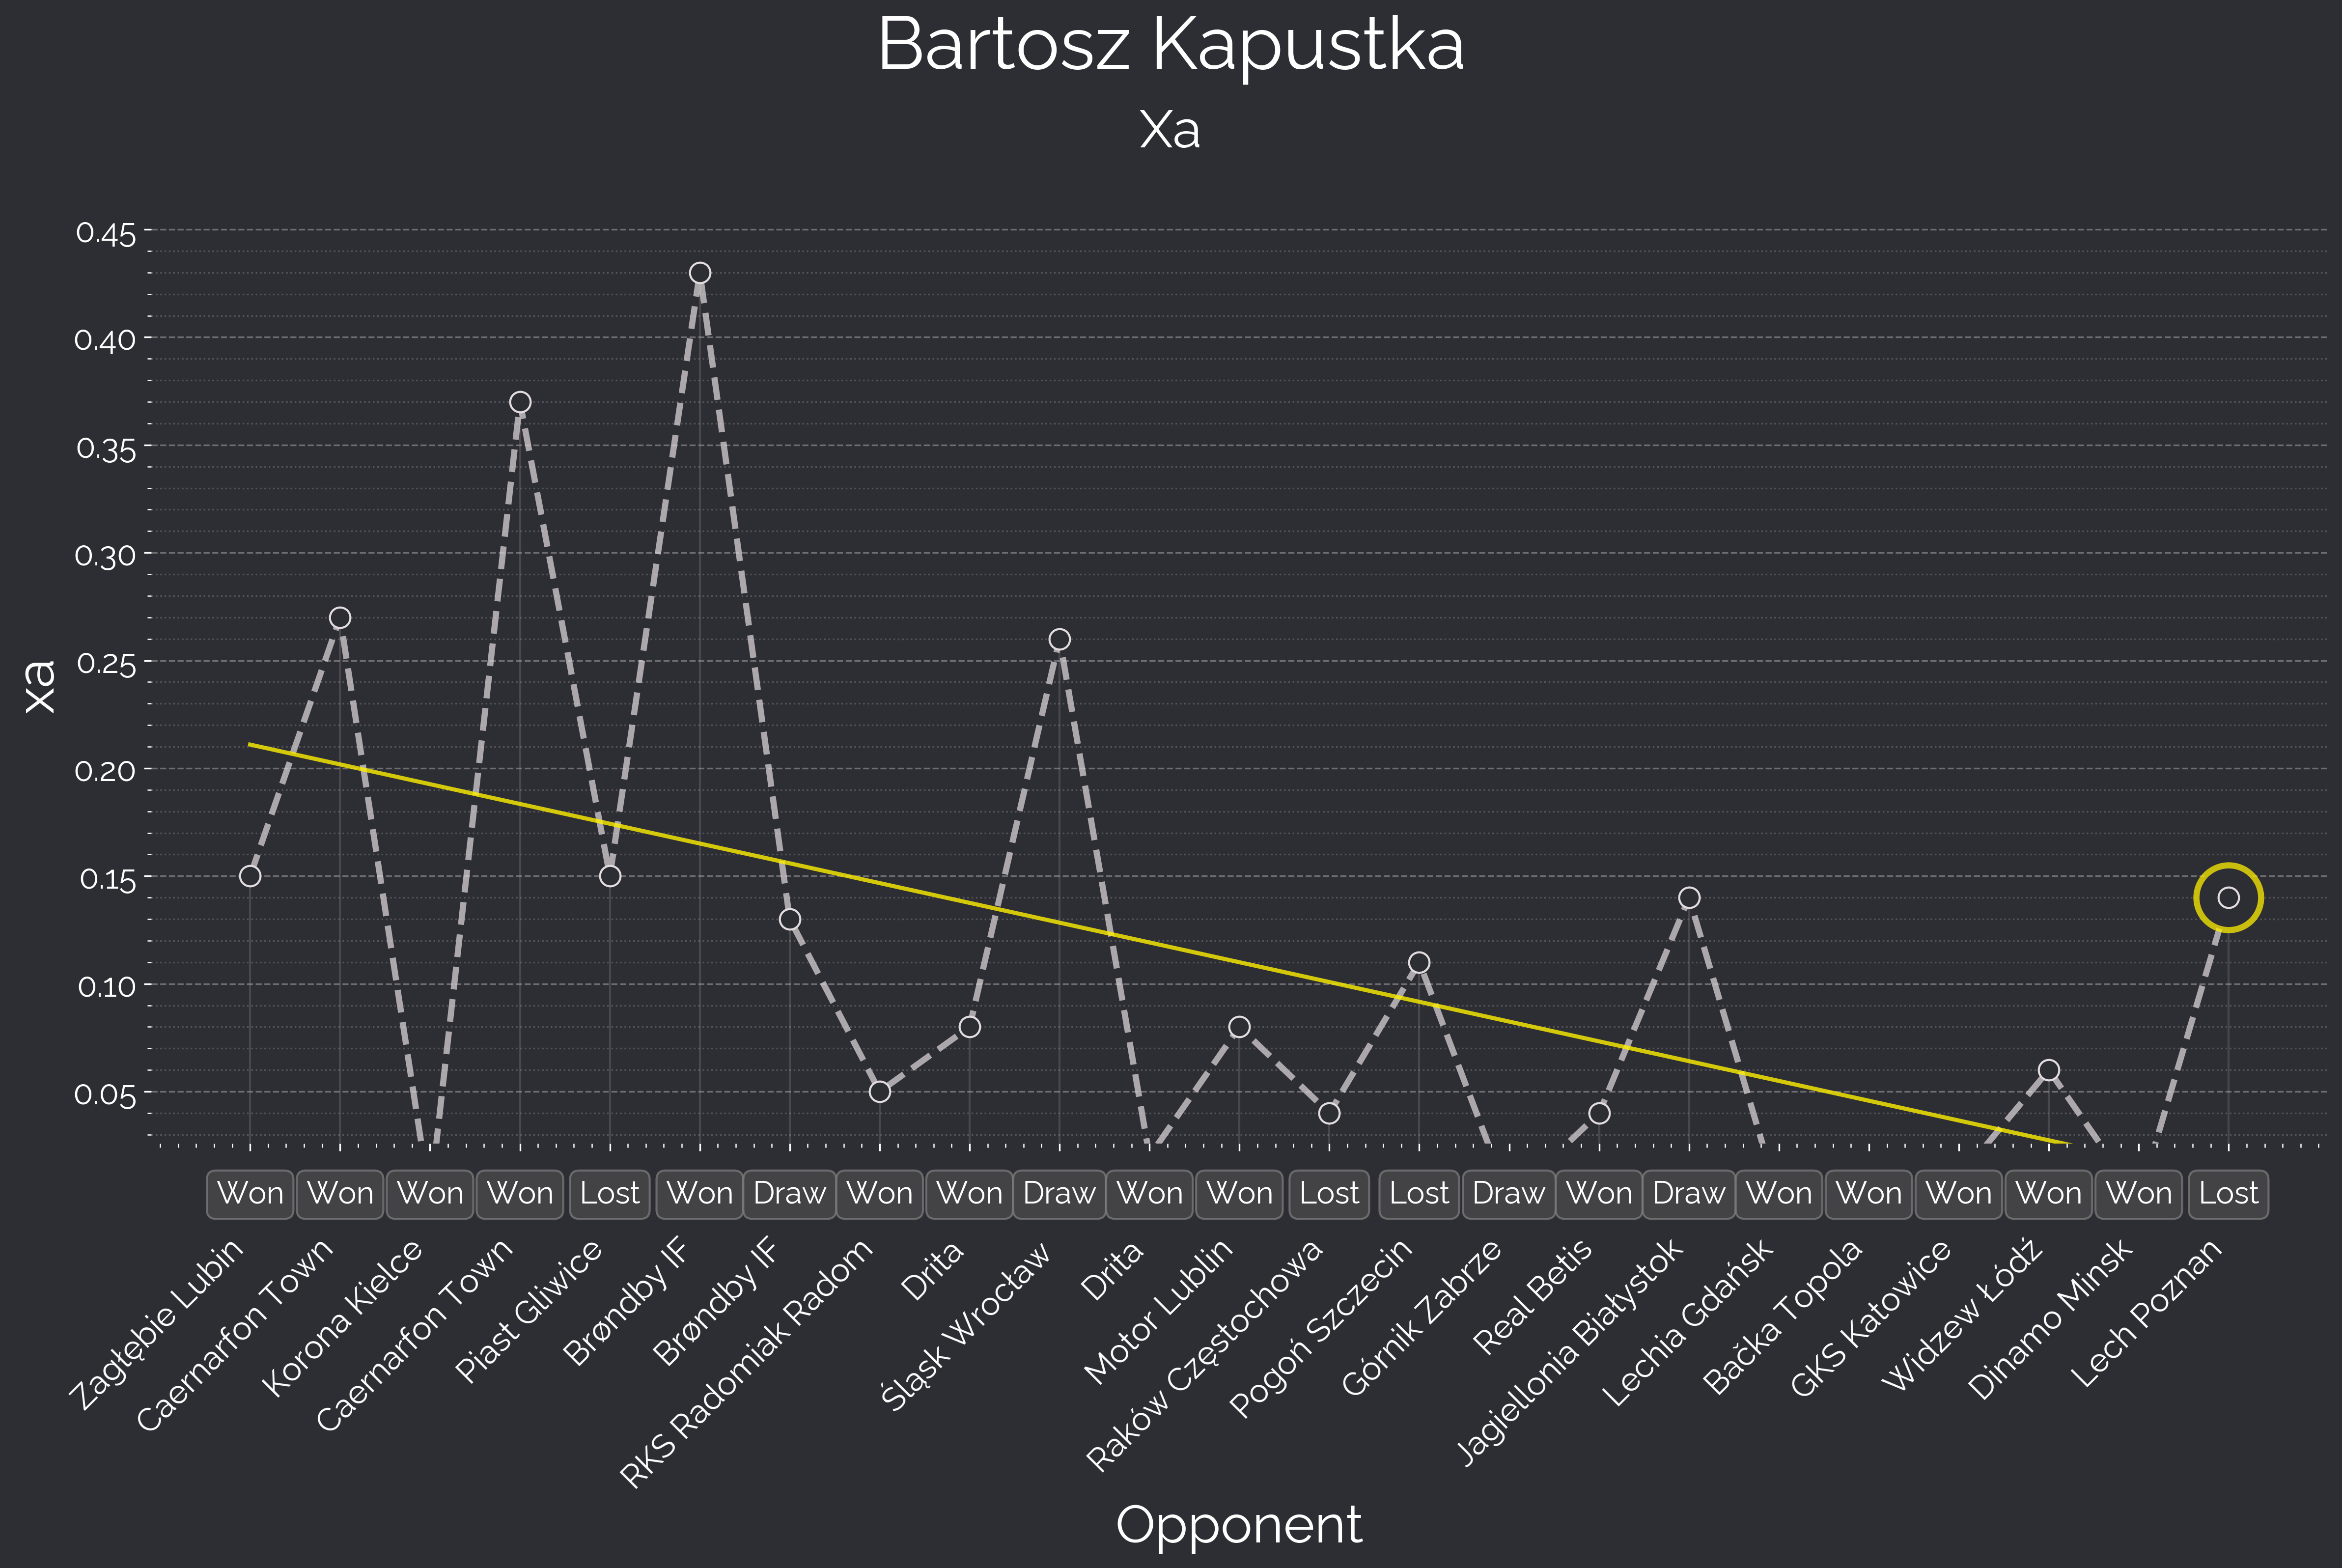 Bartosz Kapustka
Xa
0.45
0.40
0.35
0.30
0.25
0.20
0.15
0.10
0.05
xa
Won Won Won Won Lost Won Draw Won Won Draw Won Won Lost Lost Draw Won Draw Won Won Won Won Won Lost
Zagłębie Lubin
Caernarfon Town
Korona Kielce
Caernarfon Town
Piast Gliwice
Brøndby IF
Brøndby IF
RKS Radomiak Radom
Drita
Śląsk Wrocław
Drita
Motor Lublin
Raków Częstochowa
Pogoń Szczecin
Górnik Zabrze
Real Betis
Jagiellonia Białystok
Lechia Gdańsk
Bačka Topola
GKS Katowice
Widzew Łódź
Dinamo Minsk
Lech Poznan
Opponent